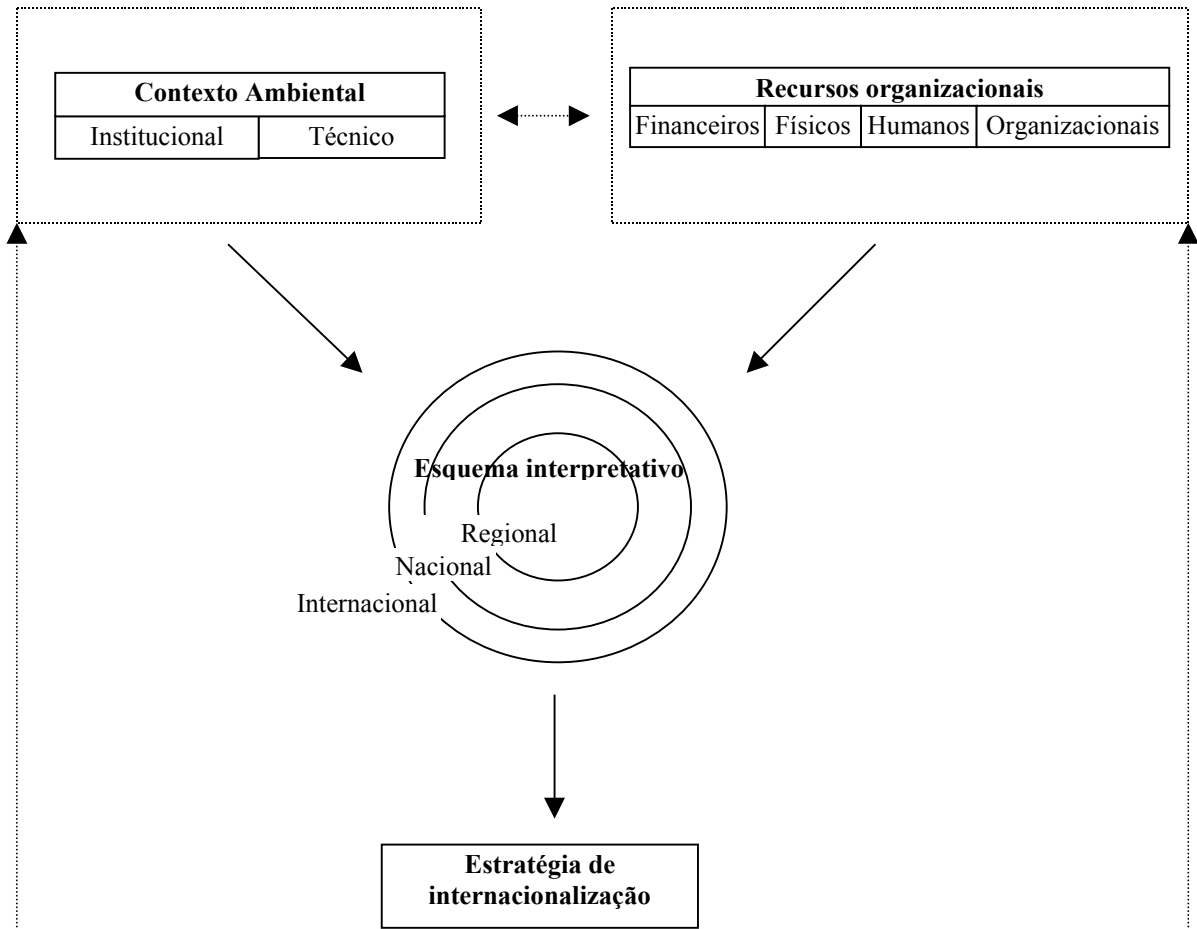 Contexto Ambiental
Institucional Técnico
Recursos organizacionais
Financeiros Físicos Humanos Organizacionais
Esquema interpretativo
Regional
Nacional
Internacional
Estratégia de
internacionalização